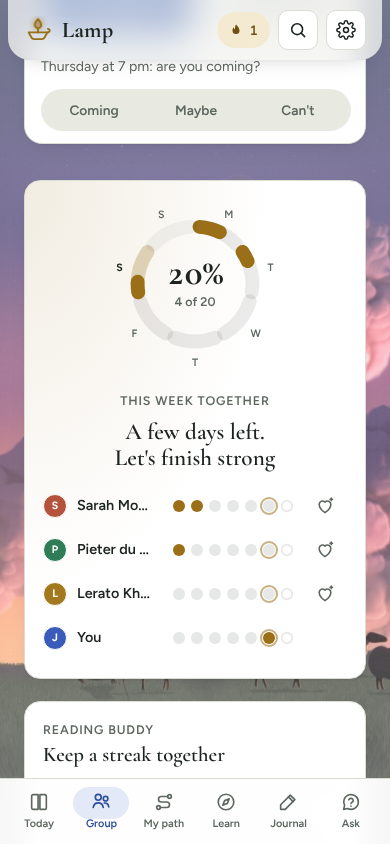 Lamp
1
Thursday at 7 pm: are you coming?
Coming Maybe Can't
S M
S T
20%
4 of 20
F W
T
THIS WEEK TOGETHER
A few days left.
Let's finish strong
S Sarah Mo...
P Pieter du ...
L Lerato Kh...
J You
READING BUDDY
Keep a streak together
Today Group My path Learn Journal Ask